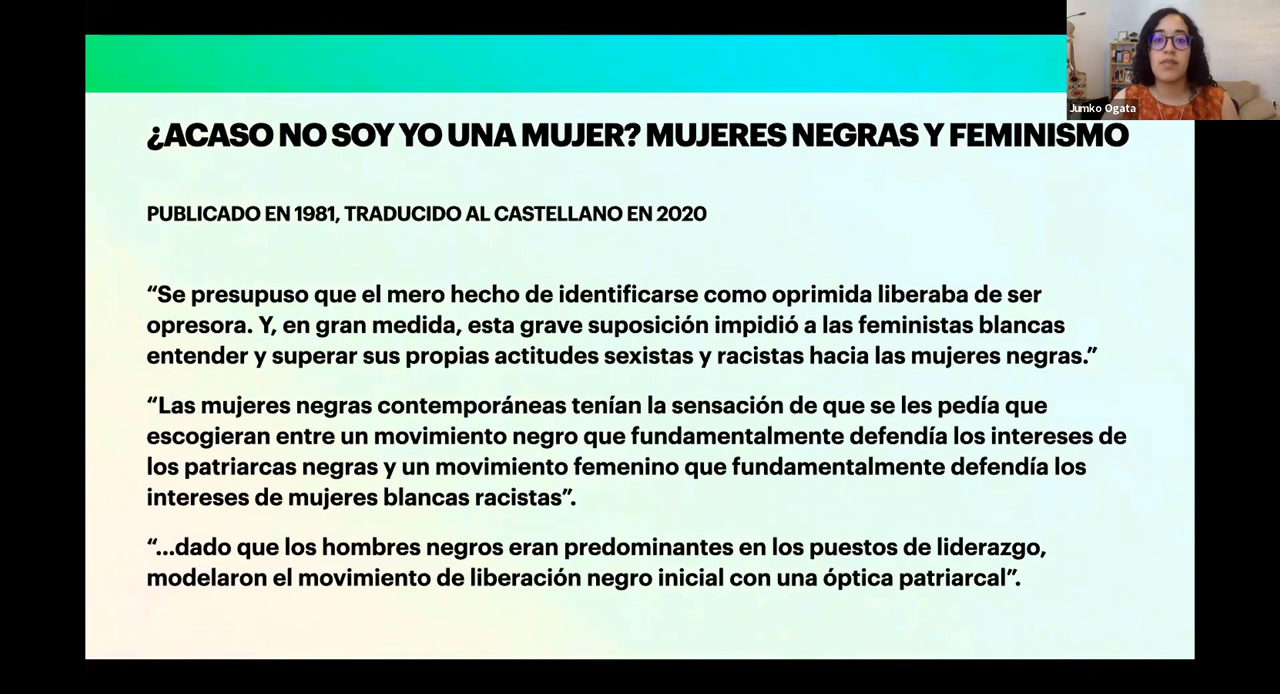 Jumko Ogata
¿ACASO NO SOY YO UNA MUJER? MUJERES NEGRAS Y FEMINISMO
PUBLICADO EN 1981, TRADUCIDO AL CASTELLANO EN 2020
“Se presupuso que el mero hecho de identificarse como oprimida liberaba de ser
opresora. Y, en gran medida, esta grave suposición impidió a las feministas blancas
entender y superar sus propias actitudes sexistas y racistas hacia las mujeres negras.”
“Las mujeres negras contemporáneas tenían la sensación de que se les pedía que
escogieran entre un movimiento negro que fundamentalmente defendía los intereses de
los patriarcas negras y un movimiento femenino que fundamentalmente defendía los
intereses de mujeres blancas racistas”.
“...dado que los hombres negros eran predominantes en los puestos de liderazgo,
modelaron el movimiento de liberación negro inicial con una óptica patriarcal”.